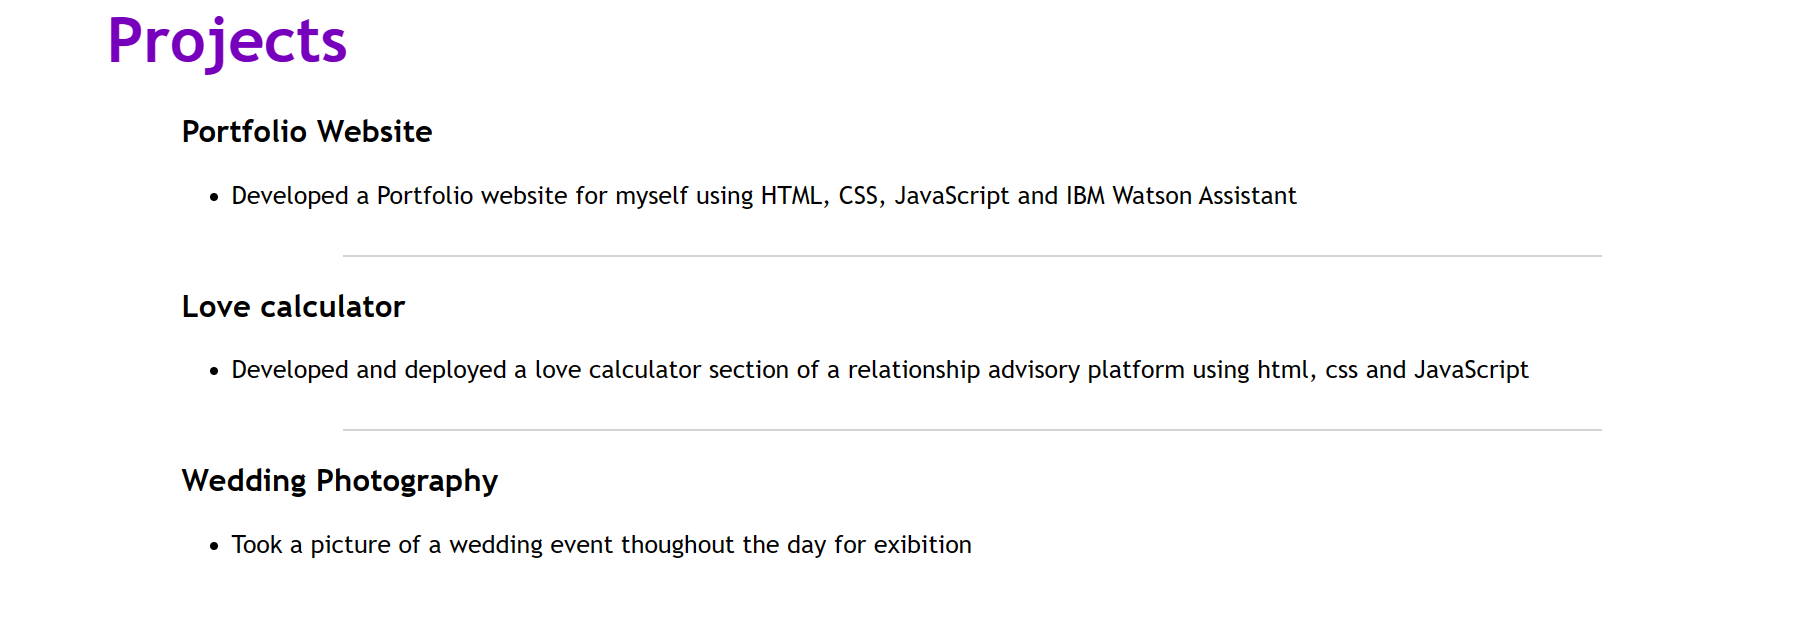 Projects
Portfolio Website
• Developed a Portfolio website for myself using HTML, CSS, JavaScript and IBM Watson Assistant
Love calculator
• Developed and deployed a love calculator section of a relationship advisory platform using html, css and JavaScript
Wedding Photography
• Took a picture of a wedding event thoughout the day for exibition